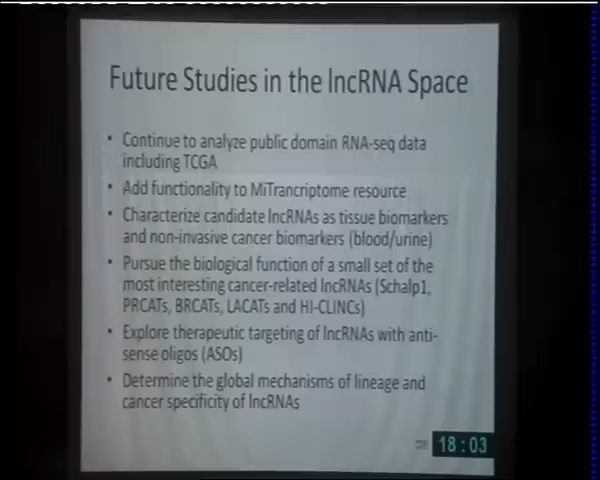 Future Studies in the lncRNA Space
• Continue to analyze public domain RNA-seq data
including TCGA
• Add functionality to MiTrancriptome resource
• Characterize candidate lncRNAs as tissue biomarkers
and non-invasive cancer biomarkers (blood/urine)
• Pursue the biological function of a small set of the
most interesting cancer-related lncRNAs (Schalp1,
PRCATs, BRCATs, LACATs and HI-CLINCs)
• Explore therapeutic targeting of lncRNAs with anti-
sense oligos (ASOs)
• Determine the global mechanisms of lineage and
cancer specificity of lncRNAs
18:03